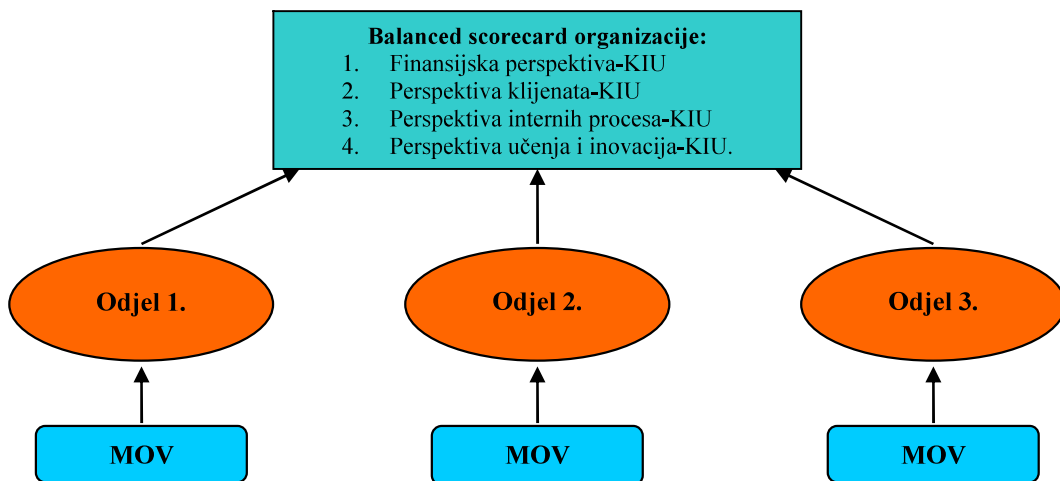 Balanced scorecard organizacije:
1. Finansijska perspektiva-KIU
2. Perspektiva klijenata-KIU
3. Perspektiva internih procesa-KIU
4. Perspektiva učenja i inovacija-KIU.
Odjel 1.
Odjel 2.
Odjel 3.
MOV
MOV
MOV